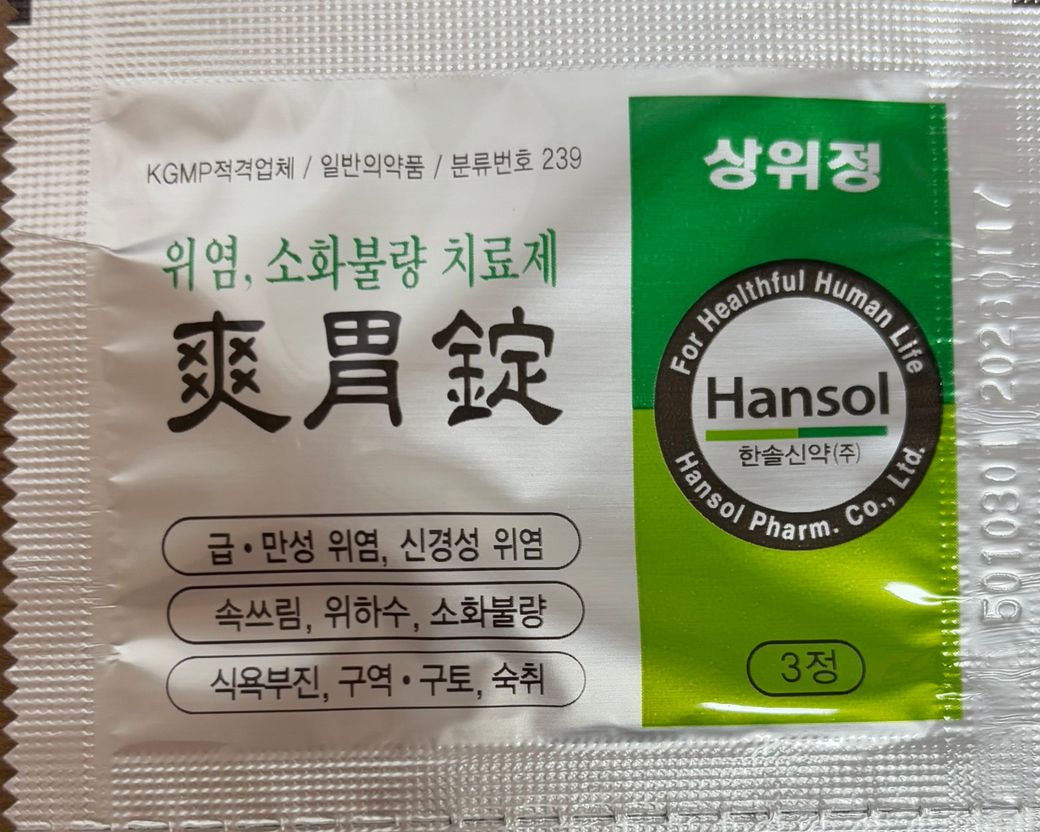 KGMP적격업체 / 일반의약품 / 분류번호 239
위염, 소화불량 치료제
爽胃錠
급·만성 위염, 신경성 위염
속쓰림, 위하수, 소화불량
식욕부진, 구역·구토, 숙취
상위정
For Healthful Human Life
Hansol
한솔신약(주)
Hansol Pharm. Co., Ltd.
3정